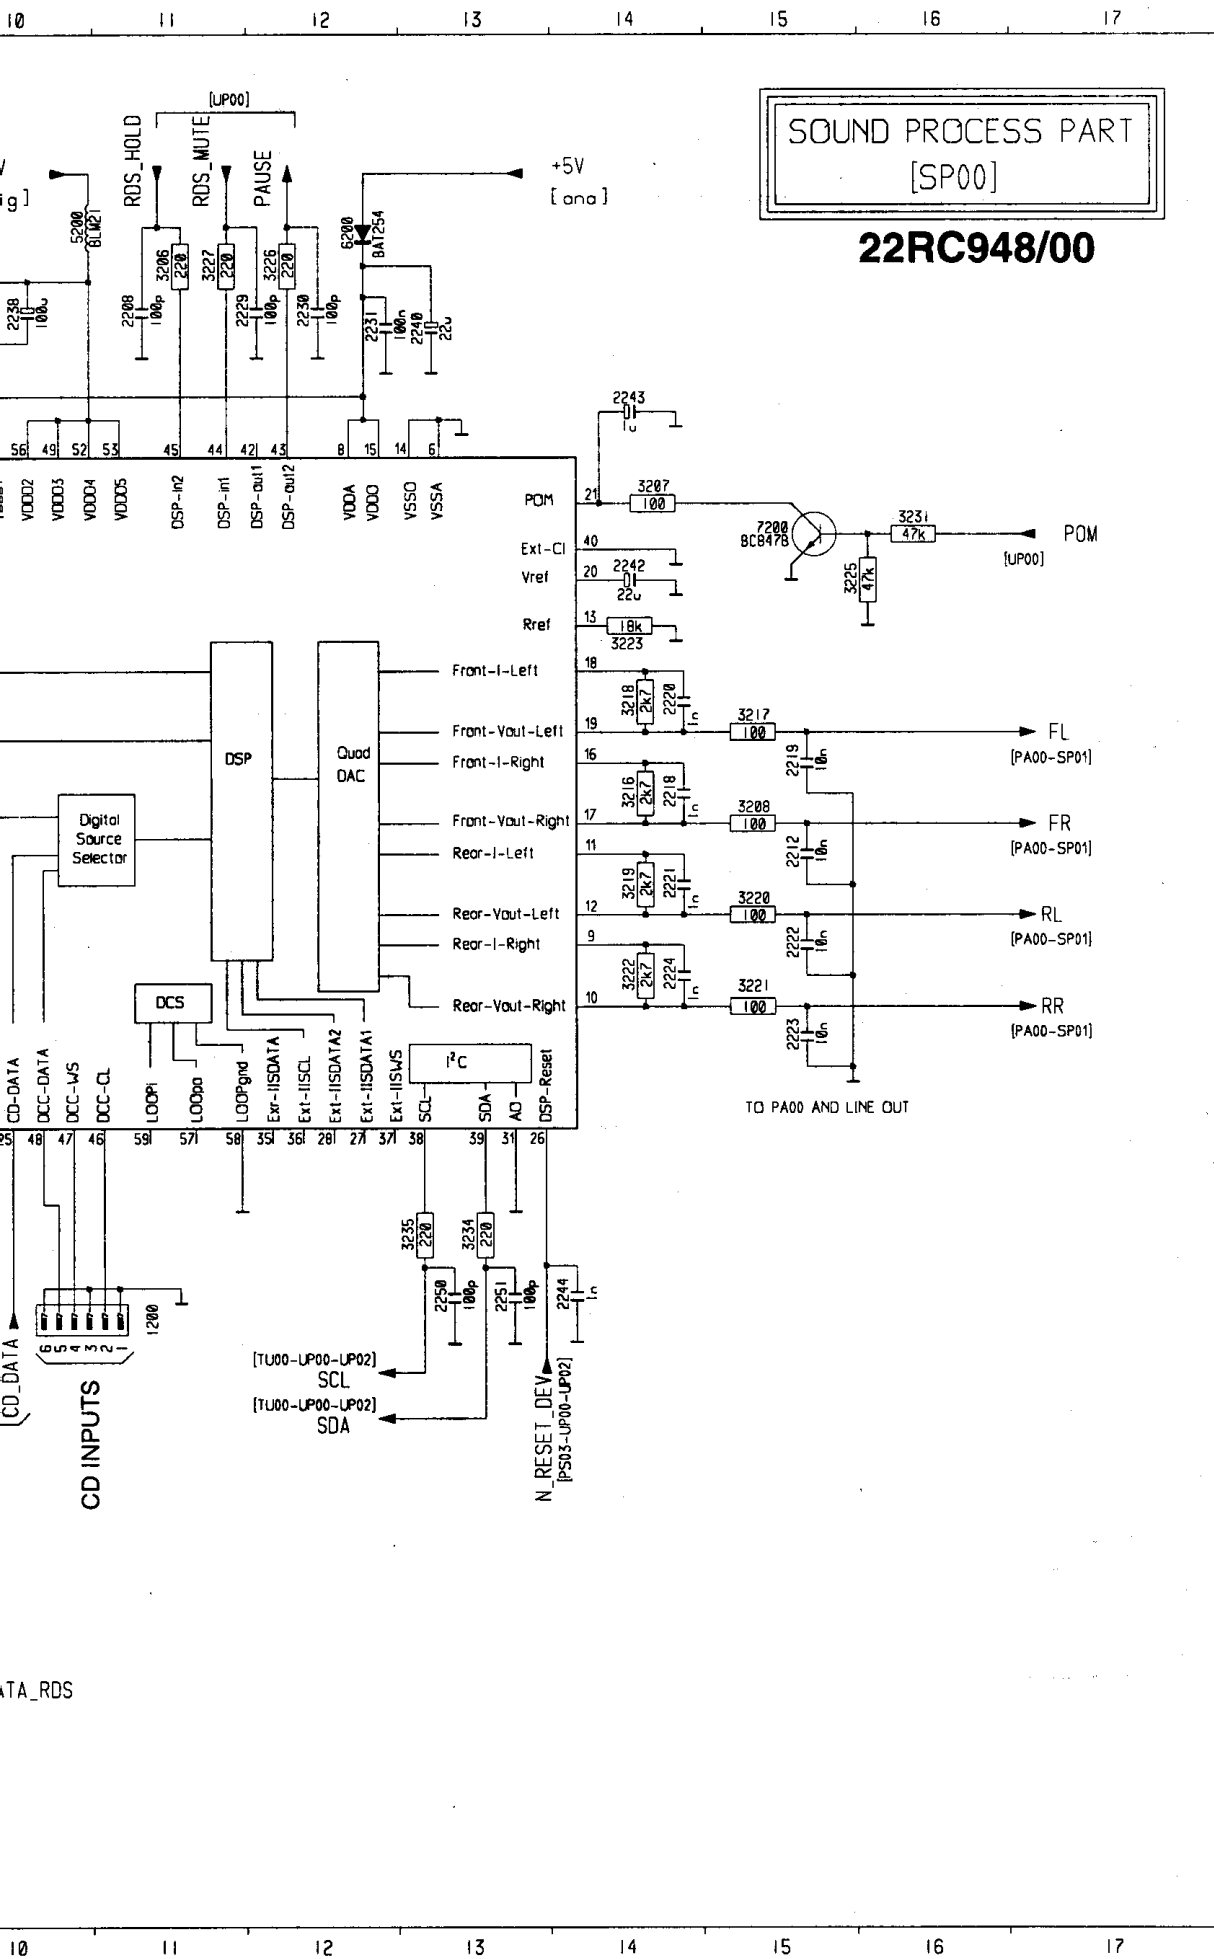 10 11 12 13 14 15 16 17
[UP00]
RDS_HOLD
RDS_MUTE
PAUSE
+5V
[ana]
SOUND PROCESS PART
[SP00]
22RC948/00
ig]
5200
BLM21
6200
BAT254
3206
220
3227
220
3226
220
2238
100u
2208
100p
2229
100p
2230
100p
2231
100n
2240
22u
2243
1u
56 49 52 53 45 44 42 43 8 15 14 6
VDDD2
VDDD3
VDDD4
VDDD5
DSP-In2
DSP-in1
DSP-out1
DSP-out2
VDDA
VDDO
VSSO
VSSA
POM 21
3207
100
7200
BC847B
3231
47k
POM
[UP00]
3225
47k
Ext-Cl 40
Vref 20
2242
22u
Rref 13
18k
3223
DSP
Quad
DAC
Front-I-Left 18
3218
2k7
2220
1n
Front-Vout-Left 19
3217
100
FL
[PA00-SP01]
2219
10n
Front-I-Right 16
3216
2k7
2218
1n
Front-Vout-Right 17
3208
100
FR
[PA00-SP01]
2212
10n
Digital
Source
Selector
Rear-I-Left 11
3219
2k7
2221
1n
Rear-Vout-Left 12
3220
100
RL
[PA00-SP01]
2222
10n
Rear-I-Right 9
3222
2k7
2224
1n
Rear-Vout-Right 10
3221
100
RR
[PA00-SP01]
2223
10n
DCS
I²C
TO PA00 AND LINE OUT
CD-DATA
DCC-DATA
DCC-WS
DCC-CL
LOOPi
LOOpo
LOOPgnd
Exr-IISDATA
Ext-IISCL
Ext-IISDATA2
Ext-IISDATA1
Ext-IISWS
SCL
SDA
AO
DSP-Reset
25 48 47 46 59 57 58 35 36 28 27 37 38 39 31 26
3235
220
3234
220
2250
100p
2251
100p
2244
1n
1200
6 5 4 3 2 1
CD_DATA
CD INPUTS
[TU00-UP00-UP02]
SCL
[TU00-UP00-UP02]
SDA
N_RESET_DEV
[PS03-UP00-UP02]
ATA_RDS
10 11 12 13 14 15 16 17